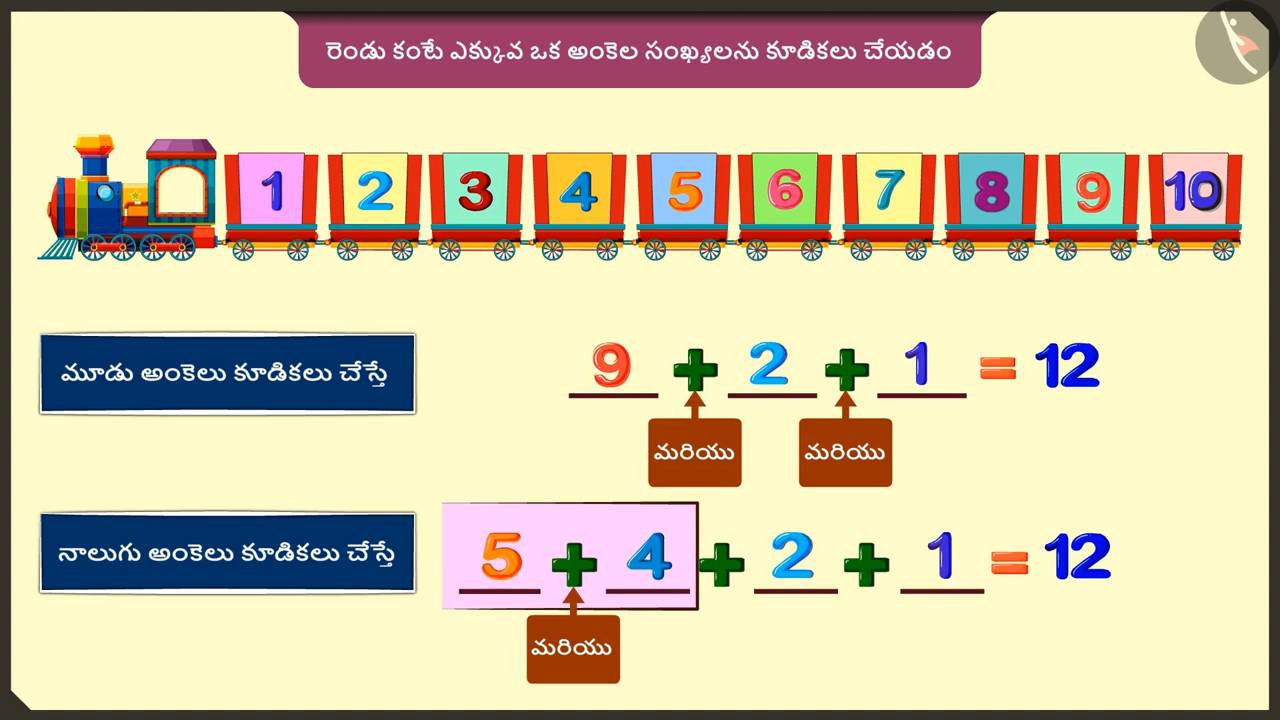 రెండు కంటే ఎక్కువ ఒక అంకెల సంఖ్యలను కూడికలు చేయడం
1 2 3 4 5 6 7 8 9 10
మూడు అంకెలు కూడికలు చేస్తే
9 + 2 + 1 = 12
మరియు మరియు
నాలుగు అంకెలు కూడికలు చేస్తే
5 + 4 + 2 + 1 = 12
మరియు